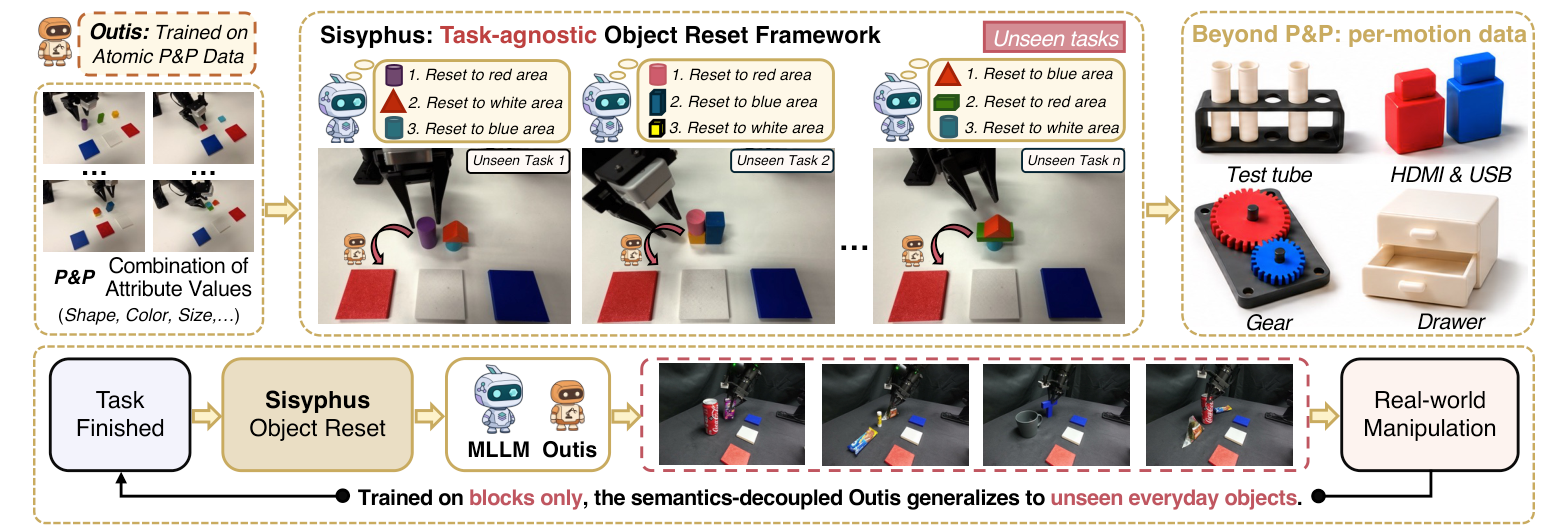 Outis: Trained on
Atomic P&P Data
...
...
P&P
Combination of
Attribute Values
(Shape, Color, Size,...)
Sisyphus: Task-agnostic Object Reset Framework
Unseen tasks
1. Reset to red area
2. Reset to white area
3. Reset to blue area
Unseen Task 1
1. Reset to red area
2. Reset to blue area
3. Reset to white area
Unseen Task 2
...
1. Reset to blue area
2. Reset to red area
3. Reset to white area
Unseen Task n
Beyond P&P: per-motion data
Test tube
HDMI & USB
Gear
Drawer
Task
Finished
Sisyphus
Object Reset
MLLM
Outis
Real-world
Manipulation
Trained on blocks only, the semantics-decoupled Outis generalizes to unseen everyday objects.